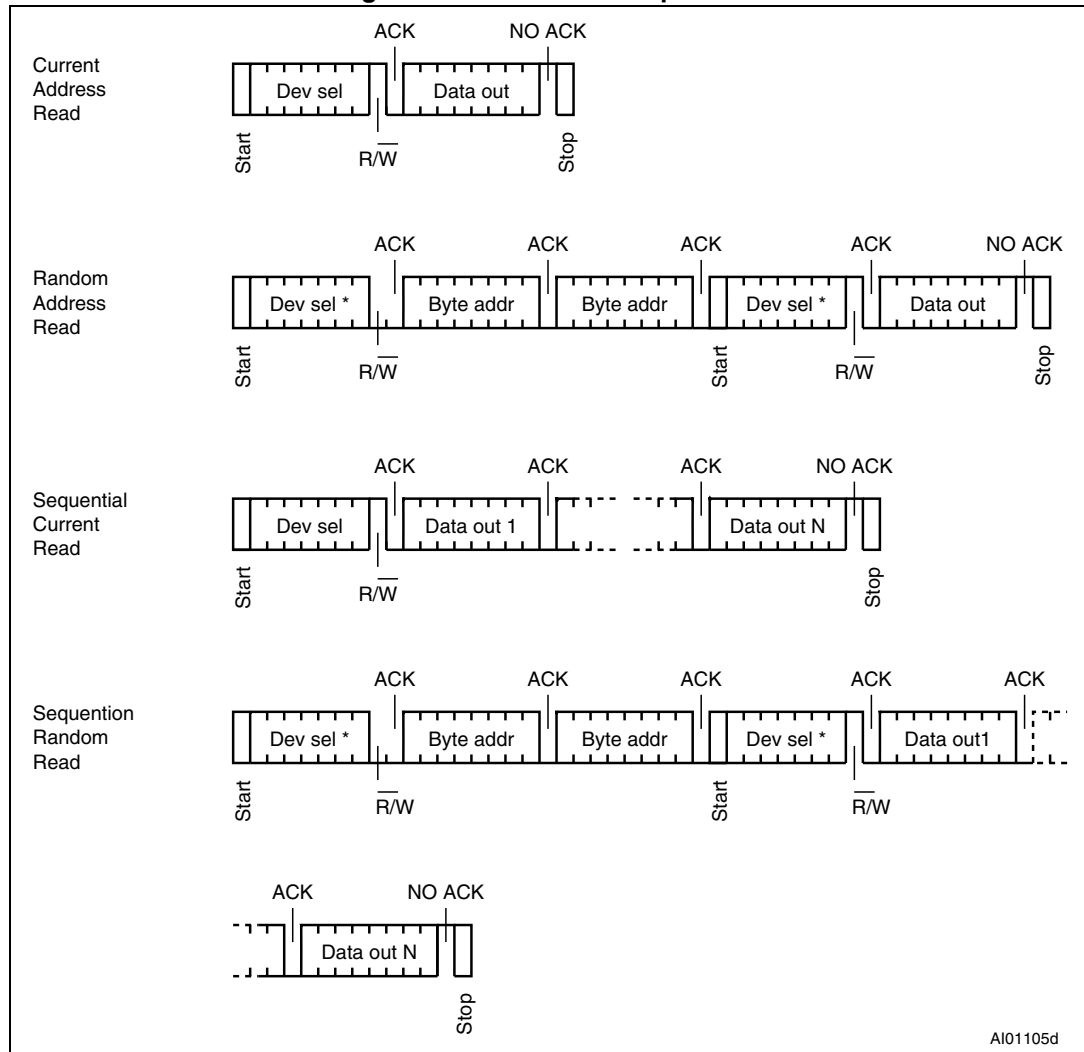 ACK NO ACK
Current
Address
Read
Dev sel Data out
Start R/W Stop
ACK ACK ACK ACK NO ACK
Random
Address
Read
Dev sel * Byte addr Byte addr Dev sel * Data out
Start R/W Start R/W Stop
ACK ACK ACK NO ACK
Sequential
Current
Read
Dev sel Data out 1 Data out N
Start R/W Stop
ACK ACK ACK ACK ACK
Sequention
Random
Read
Dev sel * Byte addr Byte addr Dev sel * Data out1
Start R/W Start R/W
ACK NO ACK
Data out N
Stop
AI01105d